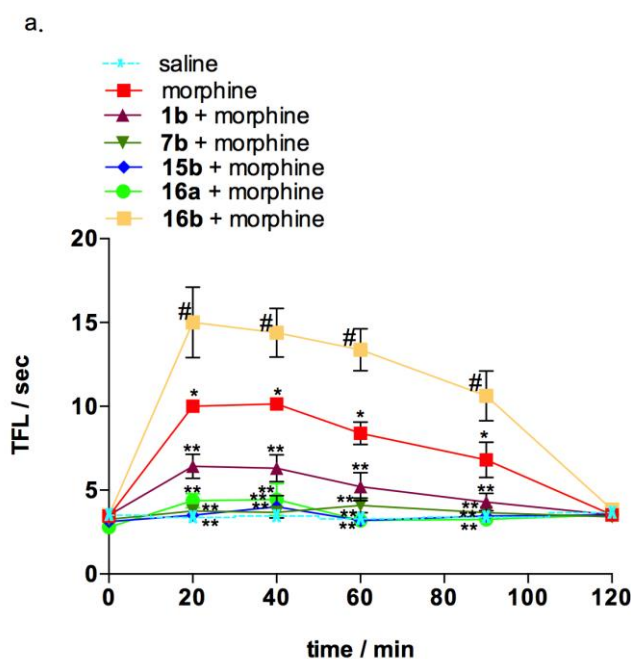 a.
saline
morphine
1b + morphine
7b + morphine
15b + morphine
16a + morphine
16b + morphine
20
15
10
5
0
TFL / sec
# # # #
* * * *
** ** ** **
** ** ** **
** ** ** **
** ** ** **
0 20 40 60 80 100 120
time / min